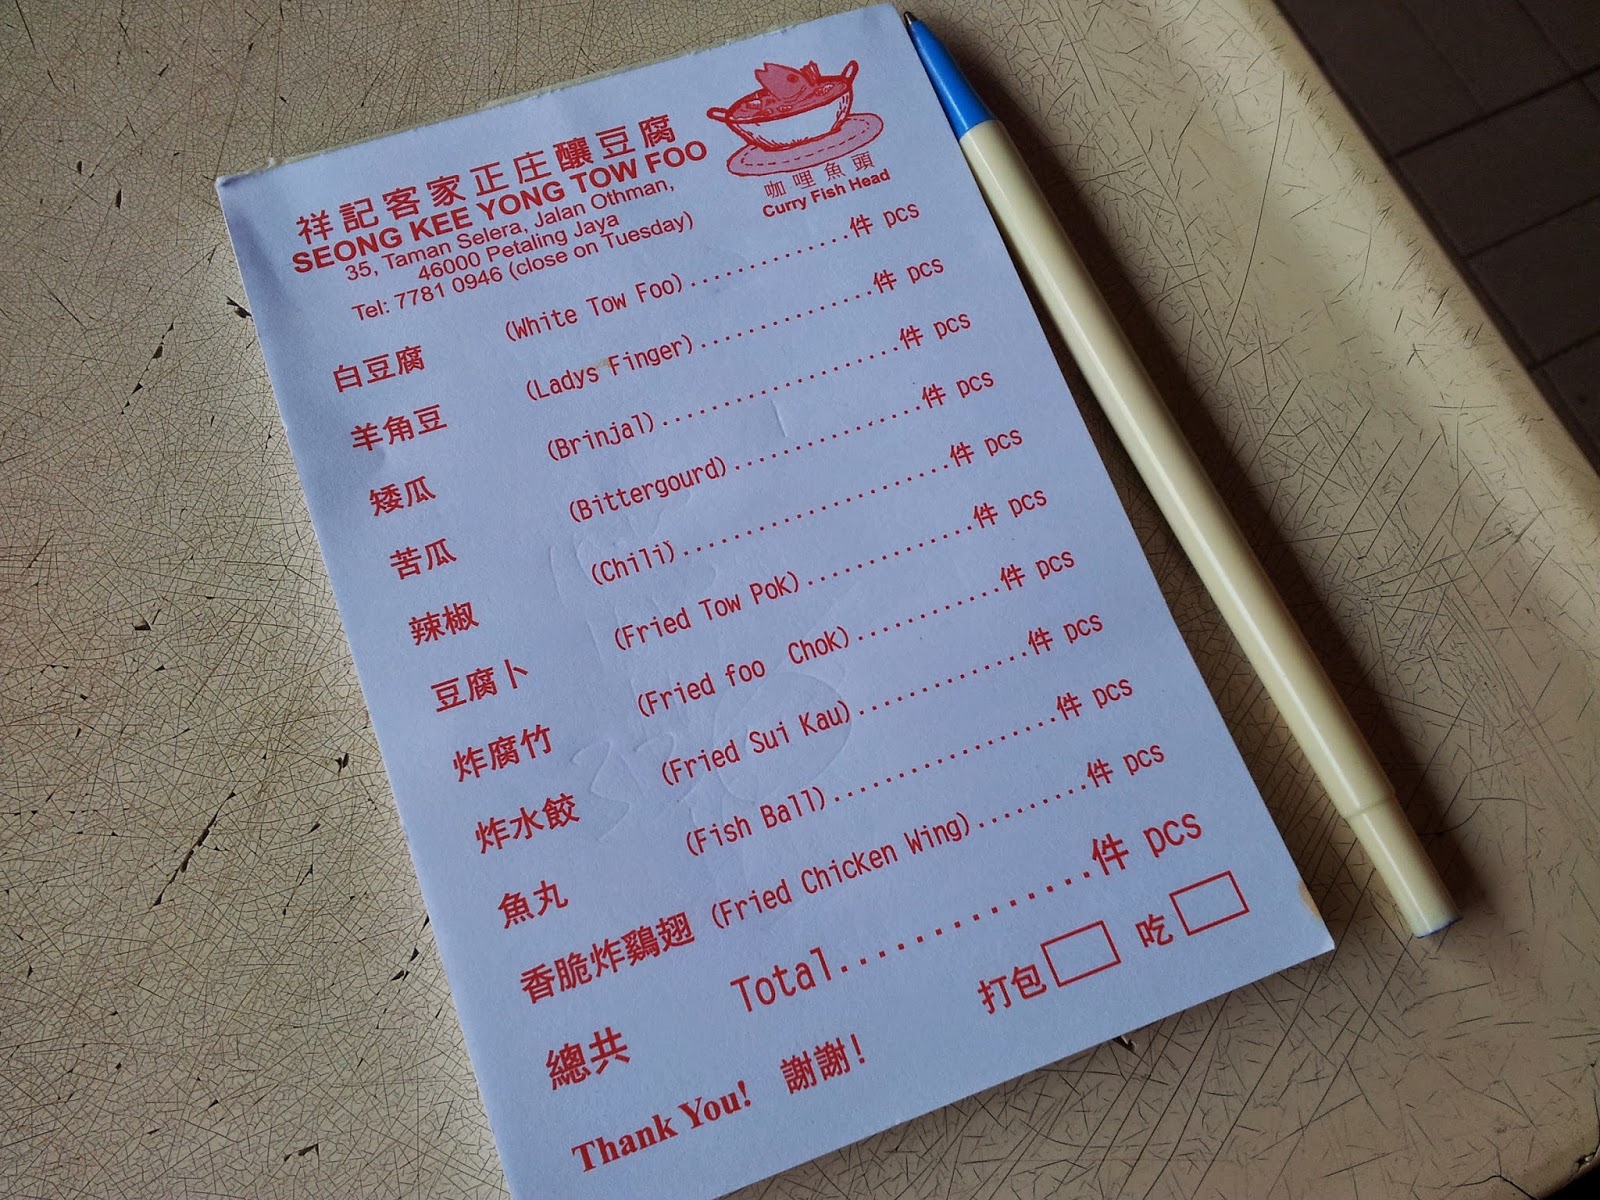 祥記客家正庄釀豆腐
SEONG KEE YONG TOW FOO
35, Taman Selera, Jalan Othman,
46000 Petaling Jaya
Tel: 7781 0946 (close on Tuesday)
咖哩魚頭
Curry Fish Head
白豆腐 (White Tow Foo)...............件 pcs
羊角豆 (Ladys Finger)................件 pcs
矮瓜 (Brinjal)......................件 pcs
苦瓜 (Bittergourd)..................件 pcs
辣椒 (Chili)........................件 pcs
豆腐卜 (Fried Tow Pok)...............件 pcs
炸腐竹 (Fried foo Chok).............件 pcs
炸水餃 (Fried Sui Kau)..............件 pcs
魚丸 (Fish Ball)....................件 pcs
香脆炸鷄翅 (Fried Chicken Wing)..........件 pcs
總共 Total..................件 pcs
打包 吃
Thank You! 謝謝!